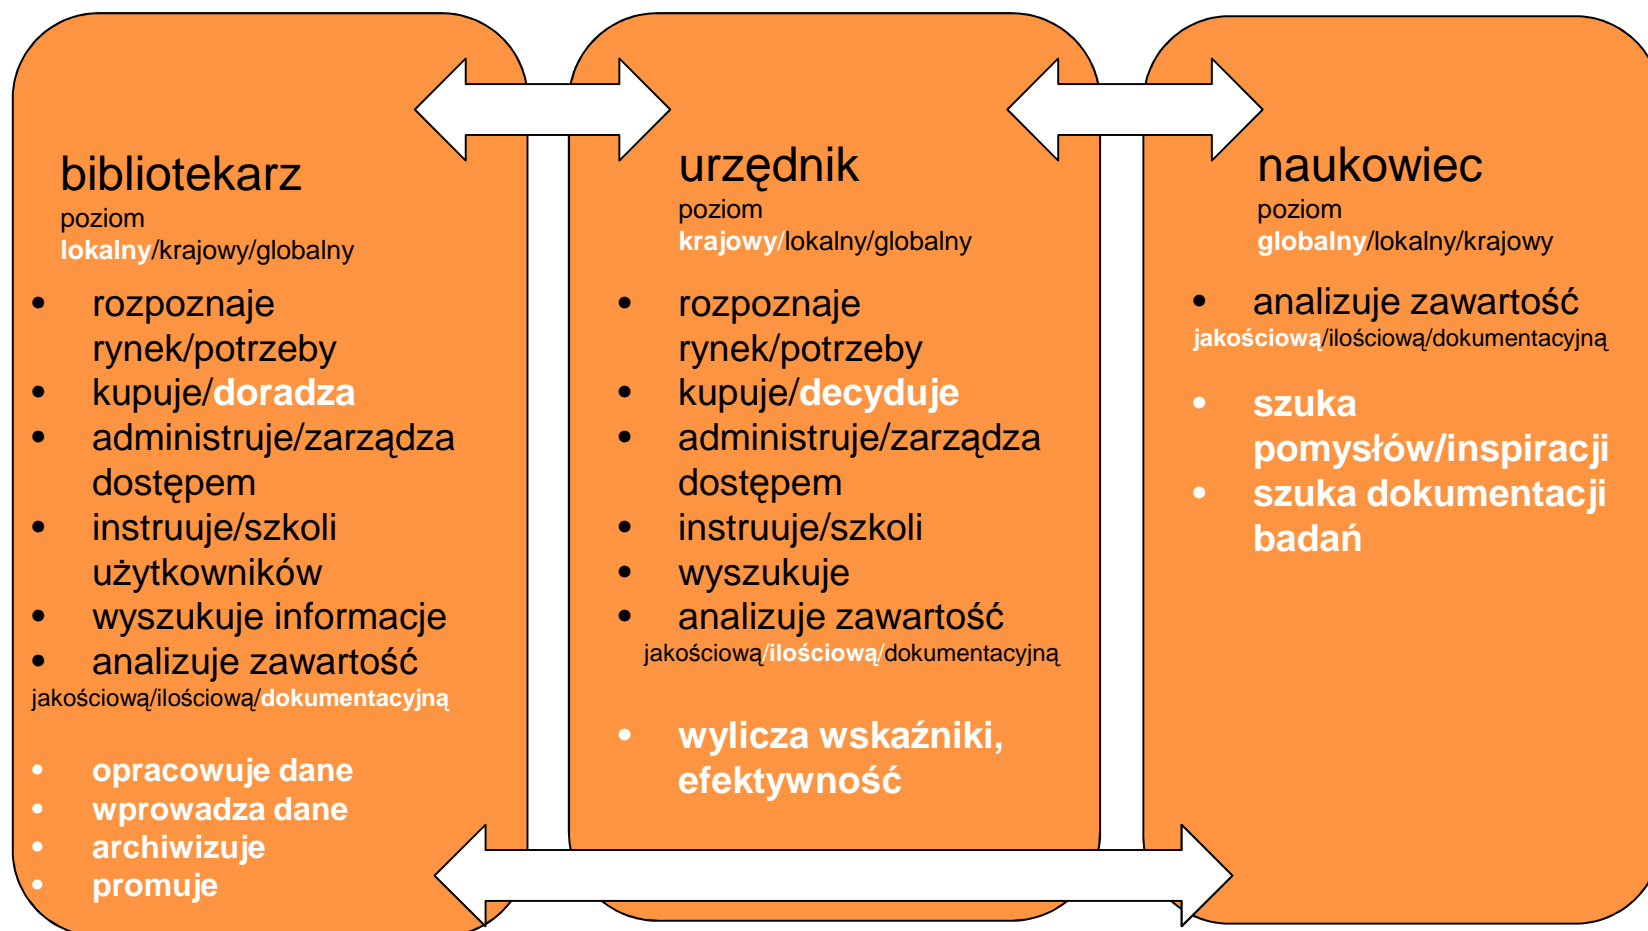 bibliotekarz
poziom
lokalny/krajowy/globalny
• rozpoznaje
rynek/potrzeby
• kupuje/doradza
• administruje/zarządza
dostępem
• instruuje/szkoli
użytkowników
• wyszukuje informacje
• analizuje zawartość
jakościową/ilościową/dokumentacyjną
• opracowuje dane
• wprowadza dane
• archiwizuje
• promuje
urzędnik
poziom
krajowy/lokalny/globalny
• rozpoznaje
rynek/potrzeby
• kupuje/decyduje
• administruje/zarządza
dostępem
• instruuje/szkoli
• wyszukuje
• analizuje zawartość
jakościową/ilościową/dokumentacyjną
• wylicza wskaźniki,
efektywność
naukowiec
poziom
globalny/lokalny/krajowy
• analizuje zawartość
jakościową/ilościową/dokumentacyjną
• szuka
pomysłów/inspiracji
• szuka dokumentacji
badań